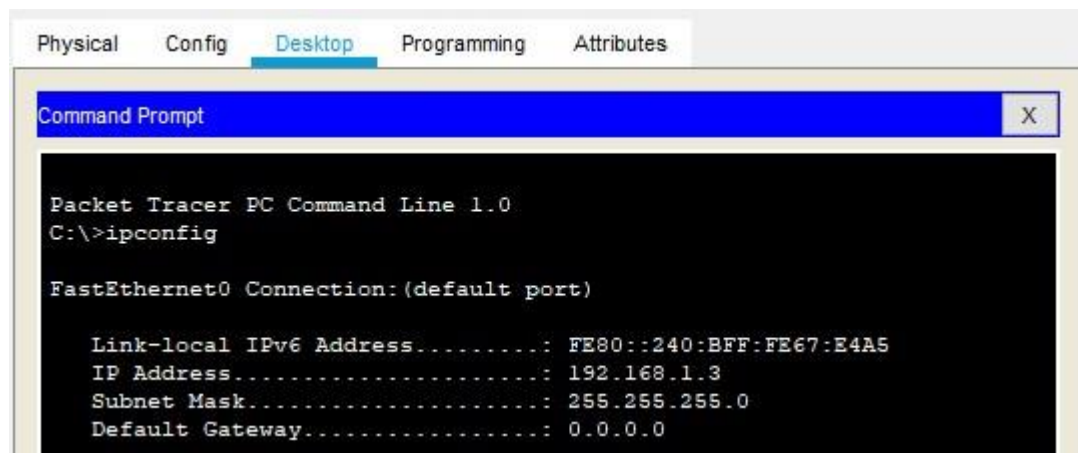 Physical Config Desktop Programming Attributes
Command Prompt X
Packet Tracer PC Command Line 1.0
C:\>ipconfig
FastEthernet0 Connection:(default port)
Link-local IPv6 Address.........: FE80::240:BFF:FE67:E4A5
IP Address......................: 192.168.1.3
Subnet Mask.....................: 255.255.255.0
Default Gateway.................: 0.0.0.0